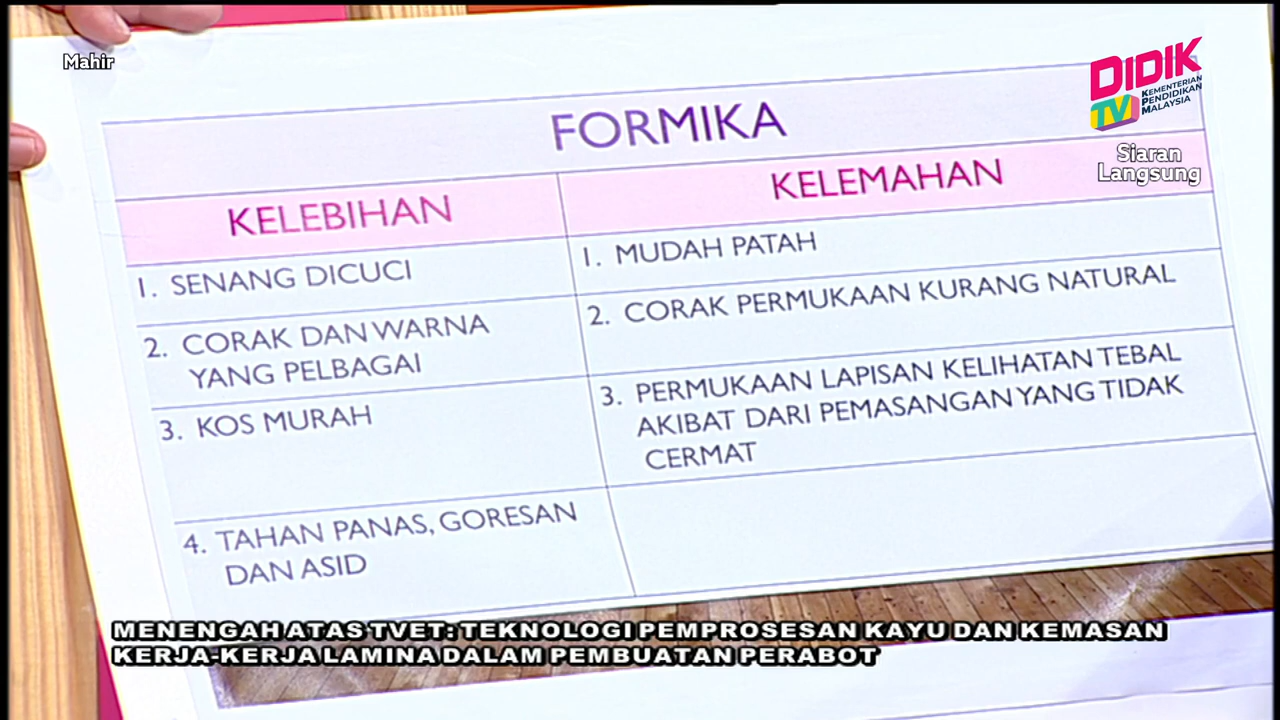 Mahir
DIDIK
TV
KEMENTERIAN
PENDIDIKAN
MALAYSIA
Siaran
Langsung
FORMIKA
KELEBIHAN
KELEMAHAN
1. SENANG DICUCI
1. MUDAH PATAH
2. CORAK DAN WARNA
YANG PELBAGAI
2. CORAK PERMUKAAN KURANG NATURAL
3. KOS MURAH
3. PERMUKAAN LAPISAN KELIHATAN TEBAL
AKIBAT DARI PEMASANGAN YANG TIDAK
CERMAT
4. TAHAN PANAS, GORESAN
DAN ASID
MENENGAH ATAS TVET: TEKNOLOGI PEMPROSESAN KAYU DAN KEMASAN
KERJA-KERJA LAMINA DALAM PEMBUATAN PERABOT